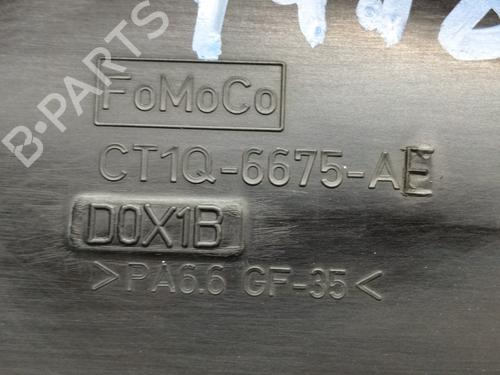 FoMoCo
CT1Q-6675-AE
D0X1B
>PA6.6 GF-35<
B-PARTS